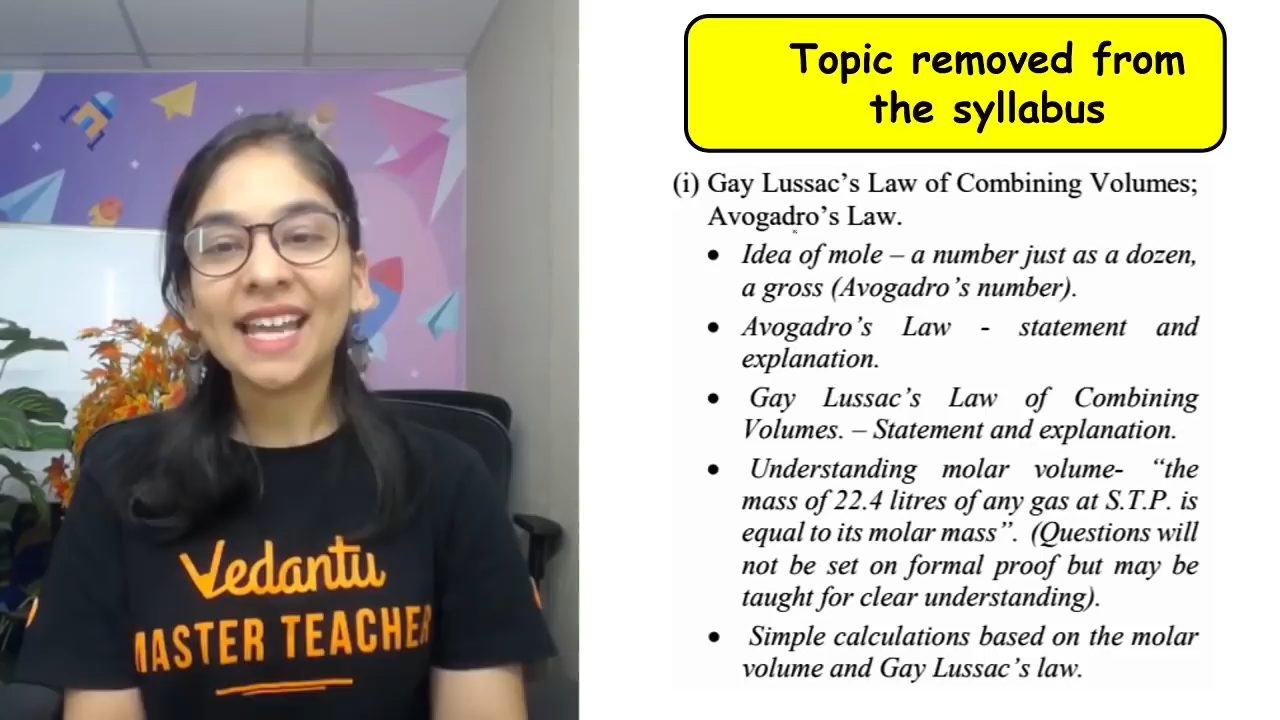 Vedantu
MASTER TEACHER
Topic removed from
the syllabus
(i) Gay Lussac’s Law of Combining Volumes;
Avogadro’s Law.
• Idea of mole – a number just as a dozen,
a gross (Avogadro’s number).
• Avogadro’s Law - statement and
explanation.
• Gay Lussac’s Law of Combining
Volumes. – Statement and explanation.
• Understanding molar volume- “the
mass of 22.4 litres of any gas at S.T.P. is
equal to its molar mass”. (Questions will
not be set on formal proof but may be
taught for clear understanding).
• Simple calculations based on the molar
volume and Gay Lussac’s law.